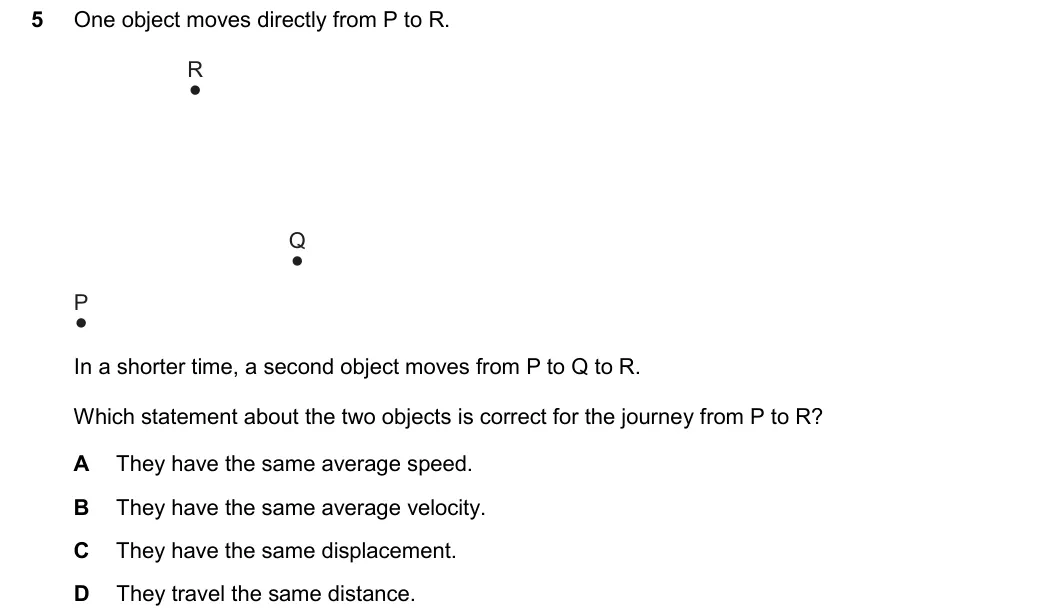 5 One object moves directly from P to R.
R
Q
P
In a shorter time, a second object moves from P to Q to R.
Which statement about the two objects is correct for the journey from P to R?
A They have the same average speed.
B They have the same average velocity.
C They have the same displacement.
D They travel the same distance.